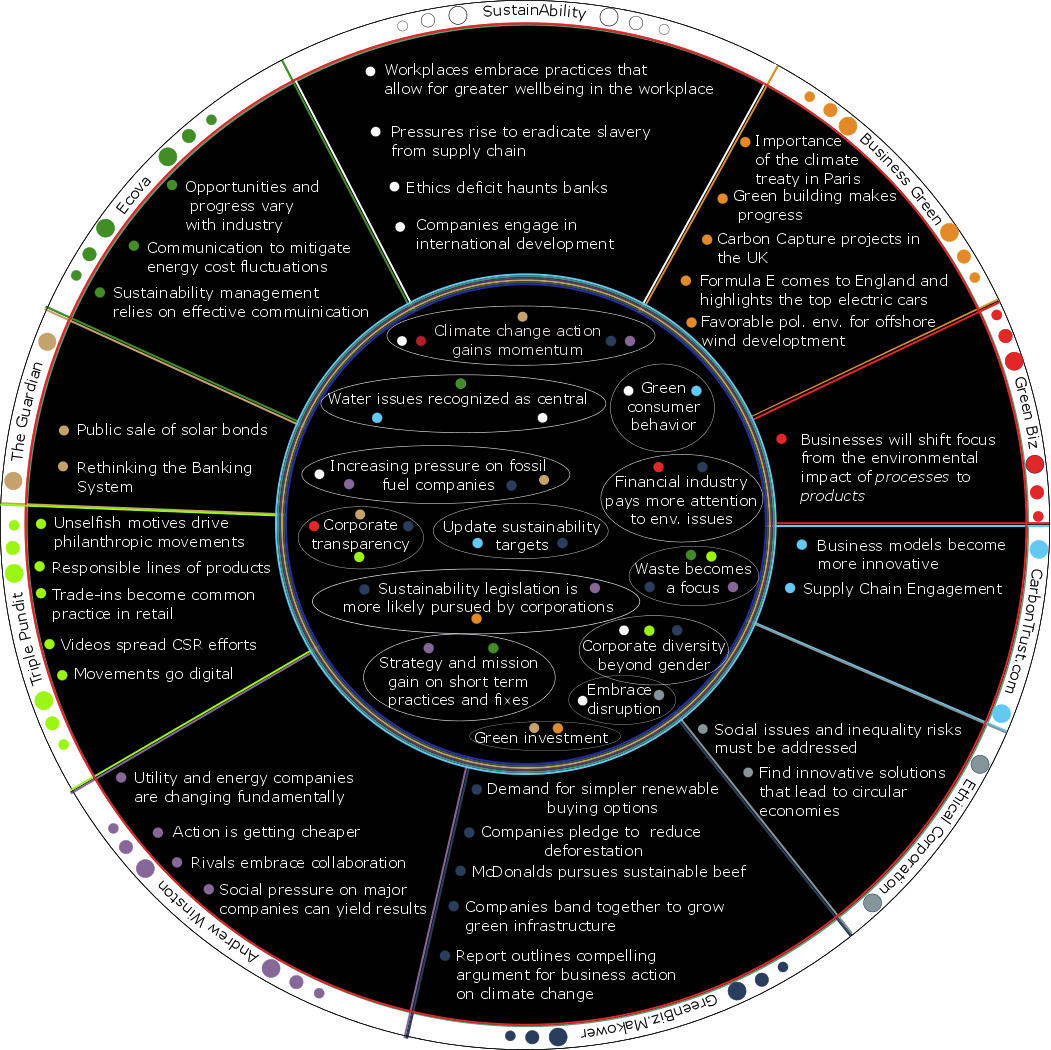 SustainAbility
Workplaces embrace practices that
allow for greater wellbeing in the workplace
Pressures rise to eradicate slavery
from supply chain
Ethics deficit haunts banks
Companies engage in
international development
Business Green
Importance
of the climate
treaty in Paris
Green building makes
progress
Carbon Capture projects in
the UK
Formula E comes to England and
highlights the top electric cars
Favorable pol. env. for offshore
wind developtment
Green Biz
Businesses will shift focus
from the environmental
impact of processes to
products
CarbonTrust.com
Business models become
more innovative
Supply Chain Engagement
Ethical Corporation
Social issues and inequality risks
must be addressed
Find innovative solutions
that lead to circular
economies
GreenBiz.Makower
Demand for simpler renewable
buying options
Companies pledge to reduce
deforestation
McDonalds pursues sustainable beef
Companies band together to grow
green infrastructure
Report outlines compelling
argument for business action
on climate change
Andrew Winston
Utility and energy companies
are changing fundamentally
Action is getting cheaper
Rivals embrace collaboration
Social pressure on major
companies can yield results
Triple Pundit
Unselfish motives drive
philanthropic movements
Responsible lines of products
Trade-ins become common
practice in retail
Videos spread CSR efforts
Movements go digital
The Guardian
Public sale of solar bonds
Rethinking the Banking
System
Ecova
Opportunities and
progress vary
with industry
Communication to mitigate
energy cost fluctuations
Sustainability management
relies on effective commuinication
Climate change action
gains momentum
Water issues recognized as central
Green
consumer
behavior
Increasing pressure on fossil
fuel companies
Financial industry
pays more attention
to env. issues
Corporate
transparency
Update sustainability
targets
Waste becomes
a focus
Sustainability legislation is
more likely pursued by corporations
Corporate diversity
beyond gender
Strategy and mission
gain on short term
practices and fixes
Embrace
disruption
Green investment